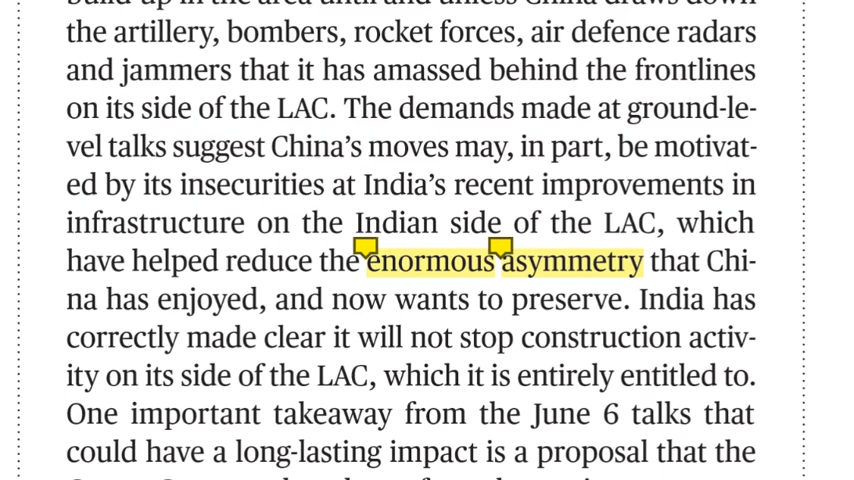 the artillery, bombers, rocket forces, air defence radars
and jammers that it has amassed behind the frontlines
on its side of the LAC. The demands made at ground-le-
vel talks suggest China’s moves may, in part, be motivat-
ed by its insecurities at India’s recent improvements in
infrastructure on the Indian side of the LAC, which
have helped reduce the enormous asymmetry that Chi-
na has enjoyed, and now wants to preserve. India has
correctly made clear it will not stop construction activ-
ity on its side of the LAC, which it is entirely entitled to.
One important takeaway from the June 6 talks that
could have a long-lasting impact is a proposal that the